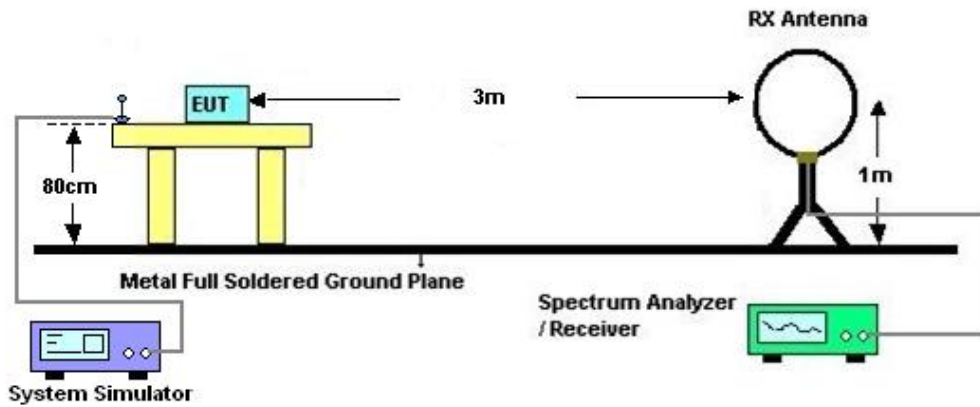 RX Antenna
EUT
3m
80cm
1m
Metal Full Soldered Ground Plane
Spectrum Analyzer
/ Receiver
System Simulator